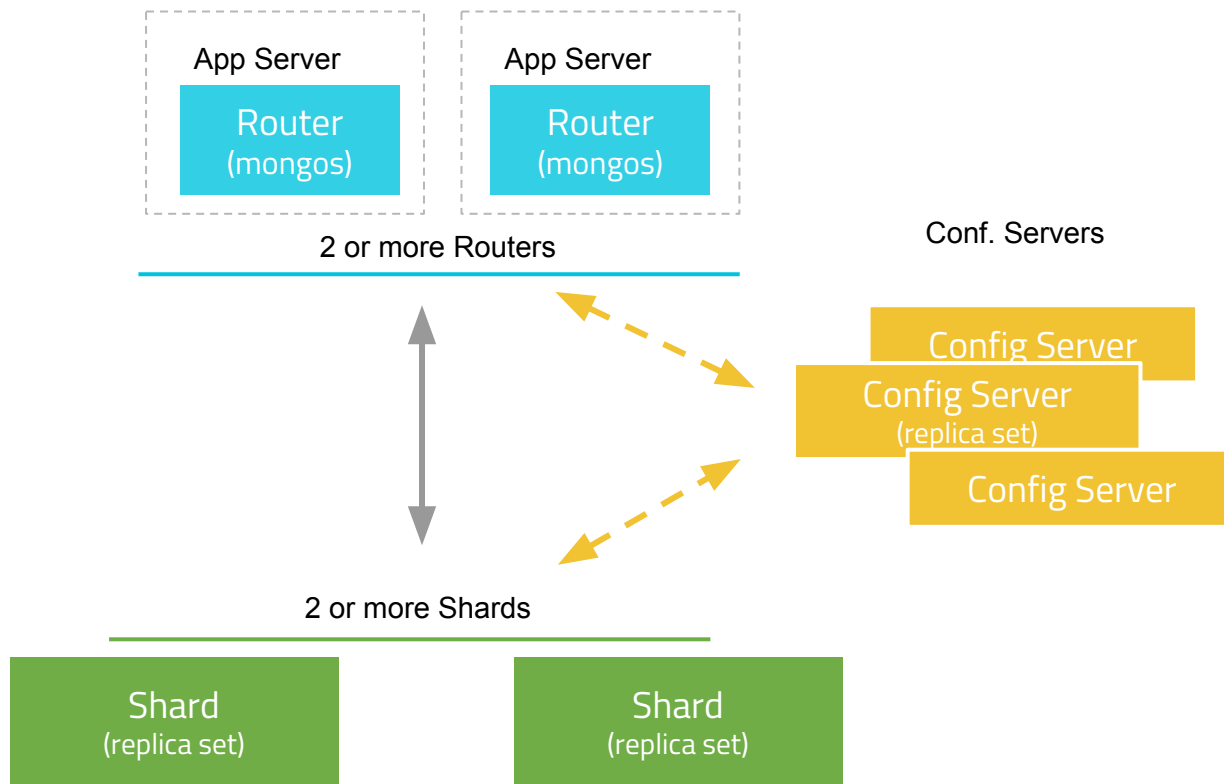 App Server
App Server
Router
(mongos)
Router
(mongos)
2 or more Routers
Conf. Servers
Config Server
Config Server
(replica set)
Config Server
2 or more Shards
Shard
(replica set)
Shard
(replica set)